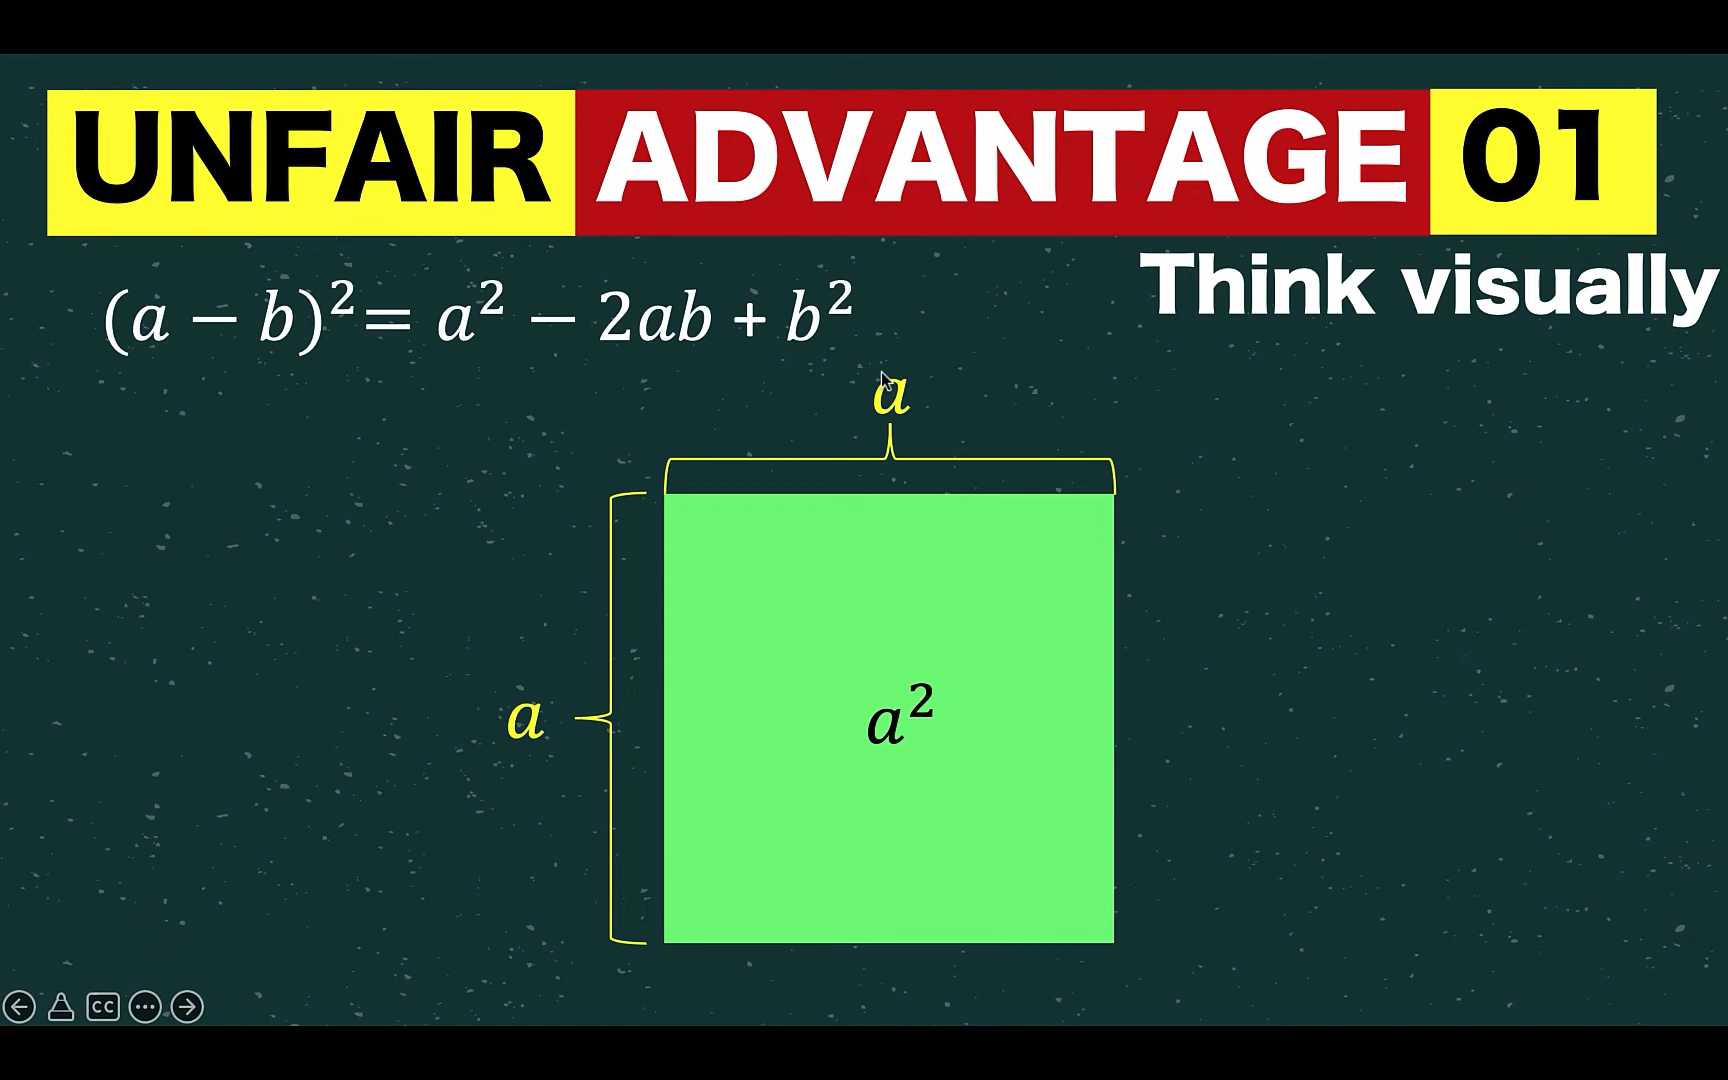 UNFAIR ADVANTAGE 01
Think visually
(a − b)² = a² − 2ab + b²
a
a
a²
CC